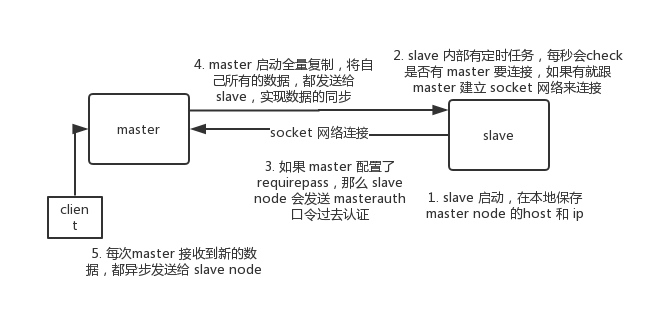 4. master 启动全量复制，将自
己所有的数据，都发送给
slave，实现数据的同步
2. slave 内部有定时任务，每秒会check
是否有 master 要连接，如果有就跟
master 建立 socket 网络来连接
master
socket 网络连接
slave
3. 如果 master 配置了
requirepass，那么 slave
node 会发送 masterauth
口令过去认证
1. slave 启动，在本地保存
master node 的host 和 ip
clien
t
5. 每次master 接收到新的数
据，都异步发送给 slave node